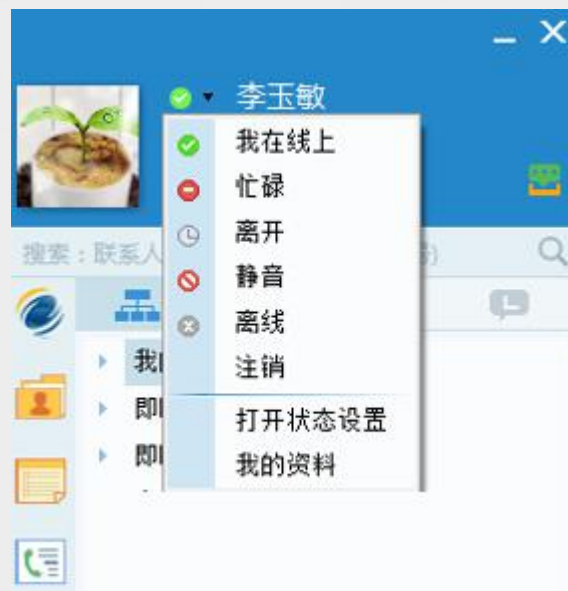 李玉敏
我在线上
忙碌
离开
静音
离线
注销
打开状态设置
我的资料
搜索：联系人
我
即
即